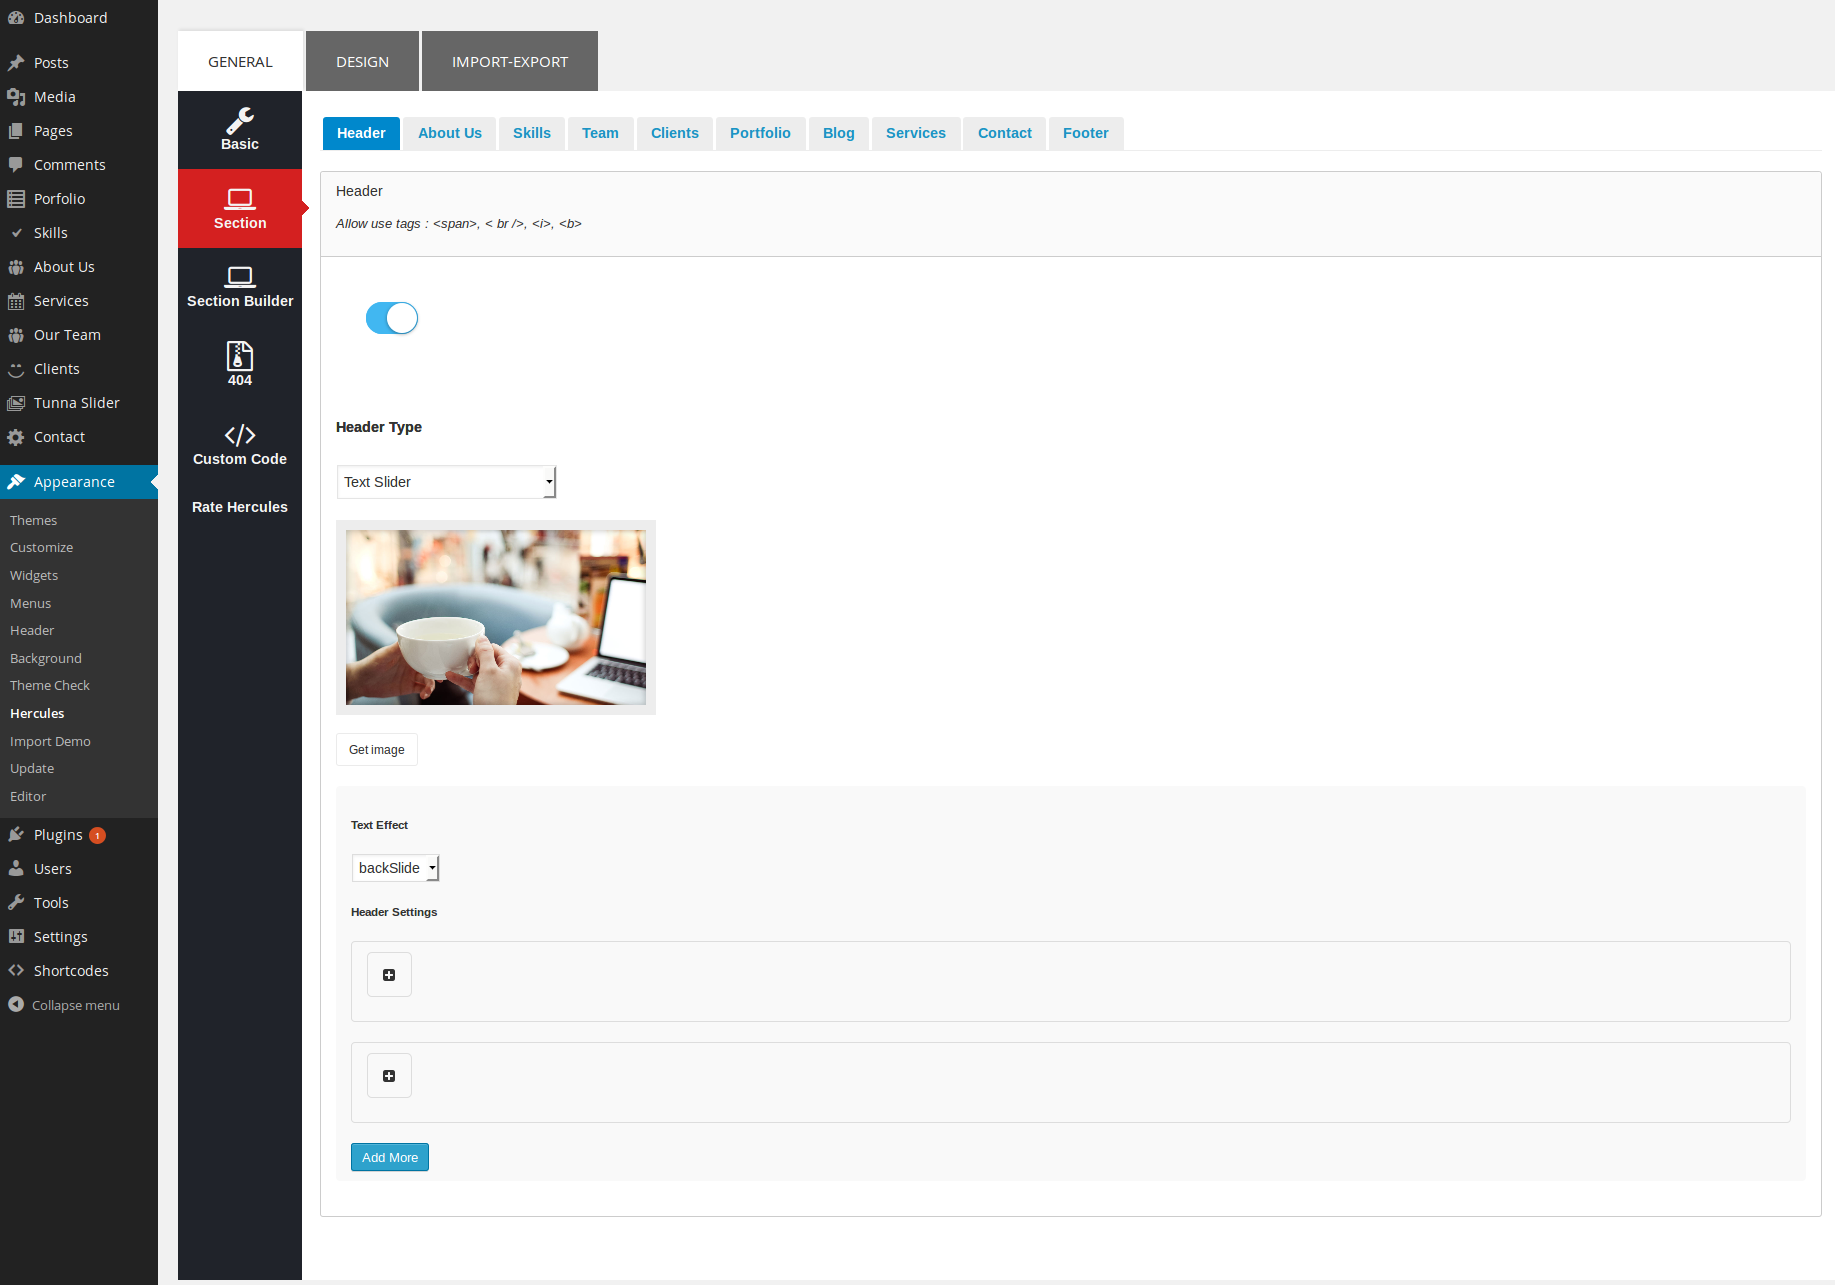 Dashboard
Posts
Media
Pages
Comments
Porfolio
Skills
About Us
Services
Our Team
Clients
Tunna Slider
Contact
Appearance
Themes
Customize
Widgets
Menus
Header
Background
Theme Check
Hercules
Import Demo
Update
Editor
Plugins 1
Users
Tools
Settings
Shortcodes
Collapse menu
GENERAL DESIGN IMPORT-EXPORT
Basic
Section
Section Builder
404
Custom Code
Rate Hercules
Header About Us Skills Team Clients Portfolio Blog Services Contact Footer
Header
Allow use tags : <span>, < br />, <i>, <b>
Header Type
Text Slider
Get image
Text Effect
backSlide
Header Settings
Add More